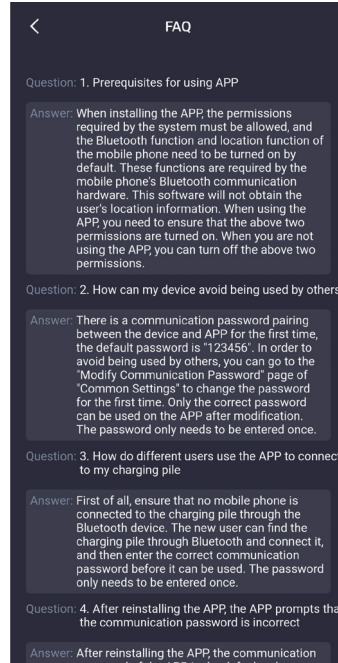 FAQ
Question: 1. Prerequisites for using APP
Answer: When installing the APP, the permissions
required by the system must be allowed, and
the Bluetooth function and location function of
the mobile phone need to be turned on by
default. These functions are required by the
mobile phone's Bluetooth communication
hardware. This software will not obtain the
user's location information. When using the
APP, you need to ensure that the above two
permissions are turned on. When you are not
using the APP, you can turn off the above two
permissions.
Question: 2. How can my device avoid being used by others
Answer: There is a communication password pairing
between the device and APP for the first time,
the default password is "123456". In order to
avoid being used by others, you can go to the
"Modify Communication Password" page of
"Common Settings" to change the password
for the first time. Only the correct password
can be used on the APP after modification.
The password only needs to be entered once.
Question: 3. How do different users use the APP to connect
to my charging pile
Answer: First of all, ensure that no mobile phone is
connected to the charging pile through the
Bluetooth device. The new user can find the
charging pile through Bluetooth and connect it,
and then enter the correct communication
password before it can be used. The password
only needs to be entered once.
Question: 4. After reinstalling the APP, the APP prompts tha
the communication password is incorrect
Answer: After reinstalling the APP, the communication